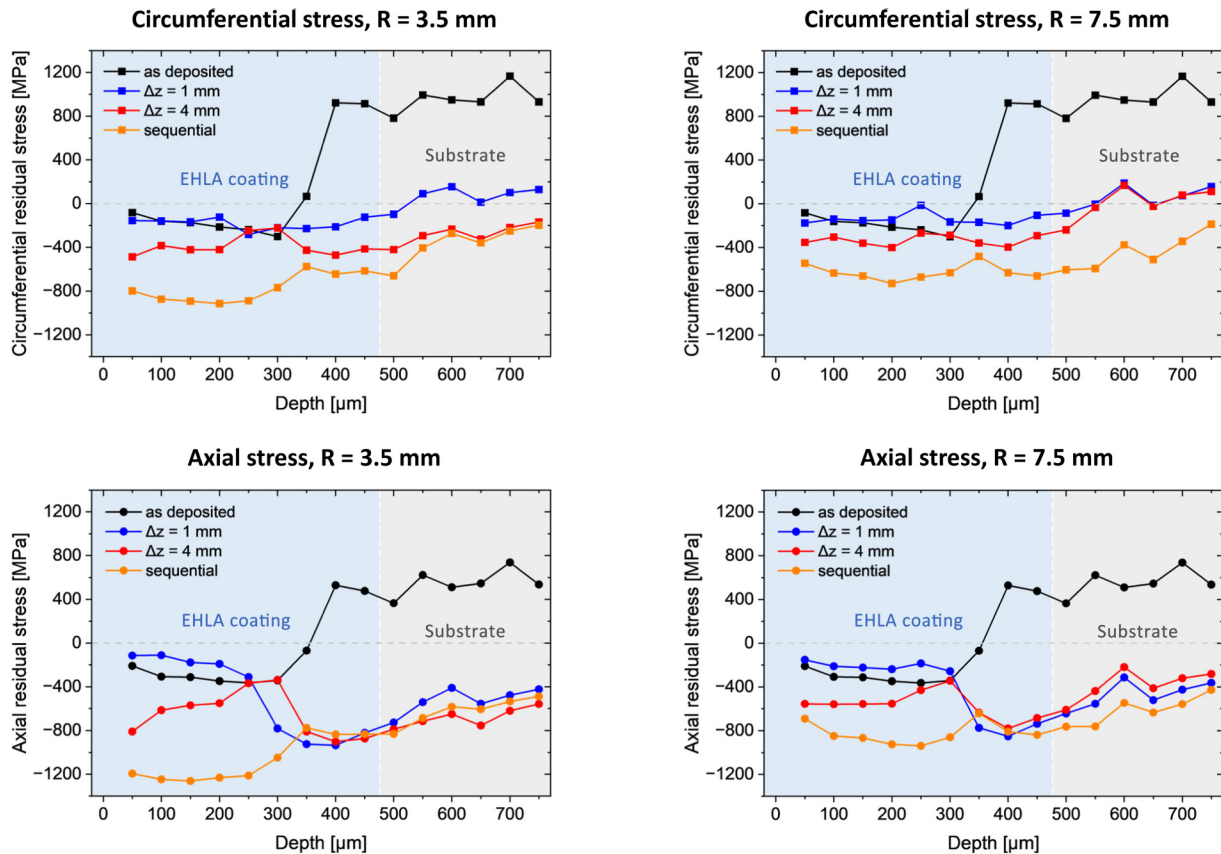 Circumferential stress, R = 3.5 mm
Circumferential residual stress [MPa]
1200
800
400
0
−400
−800
−1200
as deposited
Δz = 1 mm
Δz = 4 mm
sequential
EHLA coating
Substrate
0 100 200 300 400 500 600 700
Depth [µm]
Circumferential stress, R = 7.5 mm
Circumferential residual stress [MPa]
1200
800
400
0
−400
−800
−1200
as deposited
Δz = 1 mm
Δz = 4 mm
sequential
EHLA coating
Substrate
0 100 200 300 400 500 600 700
Depth [µm]
Axial stress, R = 3.5 mm
Axial residual stress [MPa]
1200
800
400
0
−400
−800
−1200
as deposited
Δz = 1 mm
Δz = 4 mm
sequential
EHLA coating
Substrate
0 100 200 300 400 500 600 700
Depth [µm]
Axial stress, R = 7.5 mm
Axial residual stress [MPa]
1200
800
400
0
−400
−800
−1200
as deposited
Δz = 1 mm
Δz = 4 mm
sequential
EHLA coating
Substrate
0 100 200 300 400 500 600 700
Depth [µm]